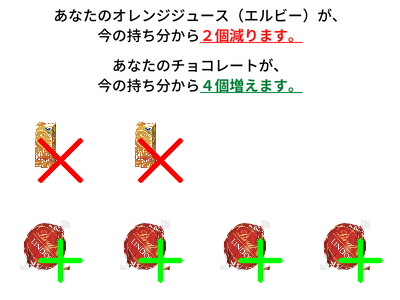 あなたのオレンジジュース（エルビー）が、
今の持ち分から２個減ります。
あなたのチョコレートが、
今の持ち分から４個増えます。